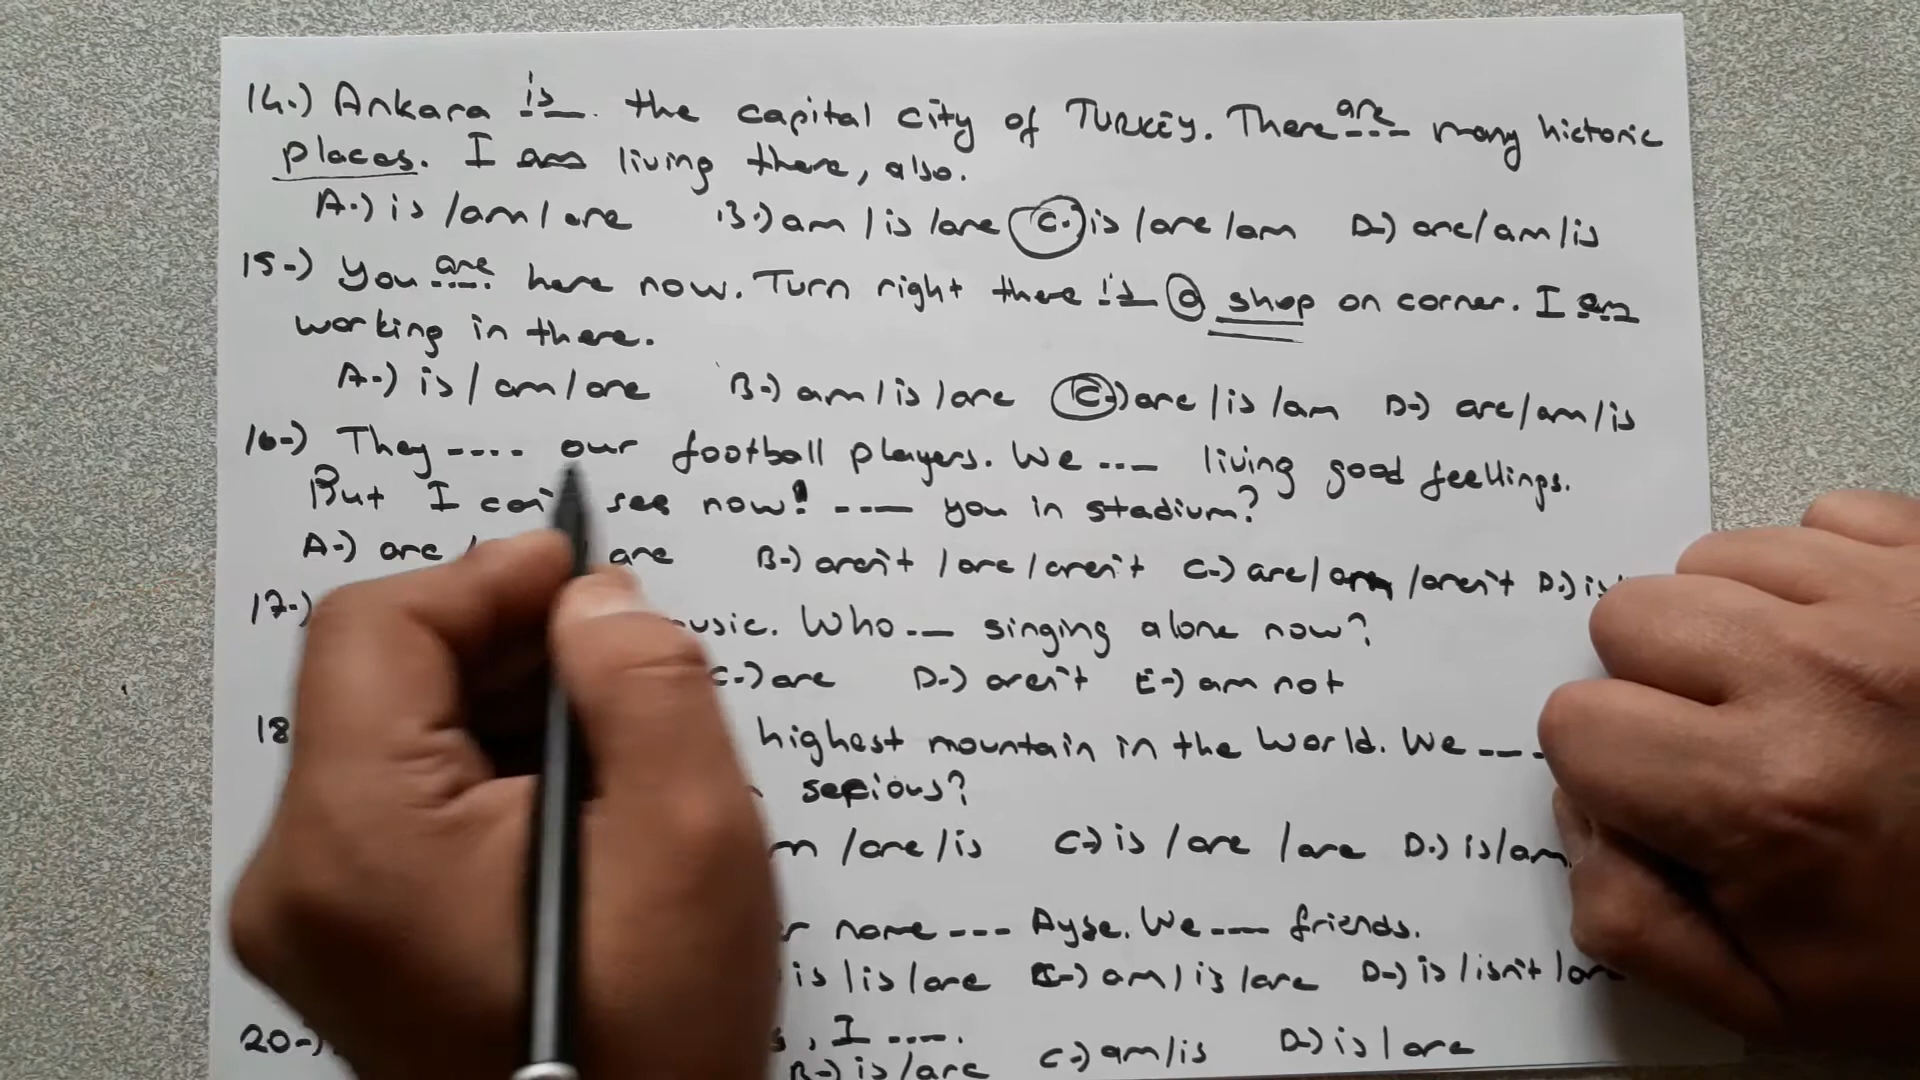 14.) Ankara is the capital city of TURKEY. There are many hictoric
places. I am living there, also.
A.) is / am / are B.) am / is / are C.) is / are / am D.) are / am / is
15.) You are here now. Turn right there is a shop on corner. I am
working in there.
A.) is / am / are B.) am / is / are C.) are / is / am D.) are / am / is
16.) They ---- our football players. We --- living good feellings.
But I see now! ---- you in stadium?
A.) are are B.) aren't / are / aren't C.) are / am / aren't D.)
17.) Who --- singing alone now?
C.) are D.) aren't E.) am not
18 highest mountain in the world. We ---
serious?
/ are / is C.) is / are / are D.) is / am
name --- Ayşe. We --- friends.
is / is / are C.) am / is / are D.) is / isn't /
20-) , I ----.
B.) is / are C.) am / is D.) is / are